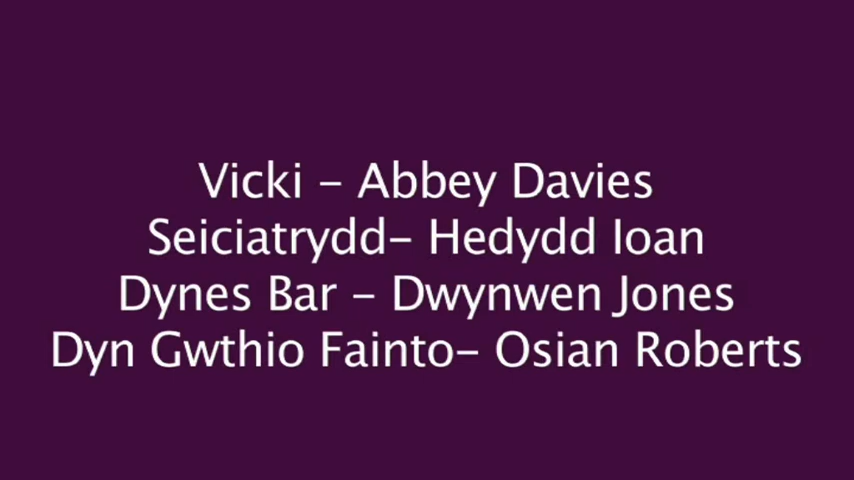 Vicki - Abbey Davies
Seiciatrydd- Hedydd Ioan
Dynes Bar - Dwynwen Jones
Dyn Gwthio Fainto- Osian Roberts